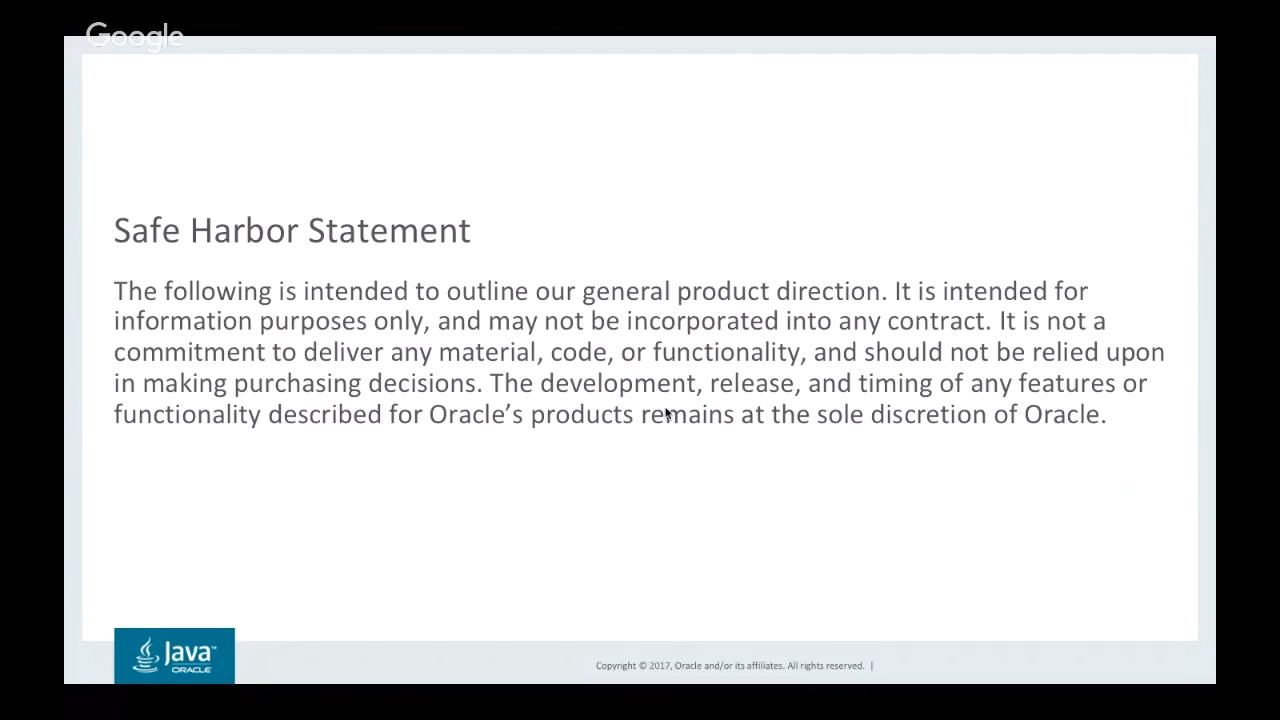 Google
Safe Harbor Statement
The following is intended to outline our general product direction. It is intended for
information purposes only, and may not be incorporated into any contract. It is not a
commitment to deliver any material, code, or functionality, and should not be relied upon
in making purchasing decisions. The development, release, and timing of any features or
functionality described for Oracle’s products remains at the sole discretion of Oracle.
Java™
ORACLE
Copyright © 2017, Oracle and/or its affiliates. All rights reserved. |